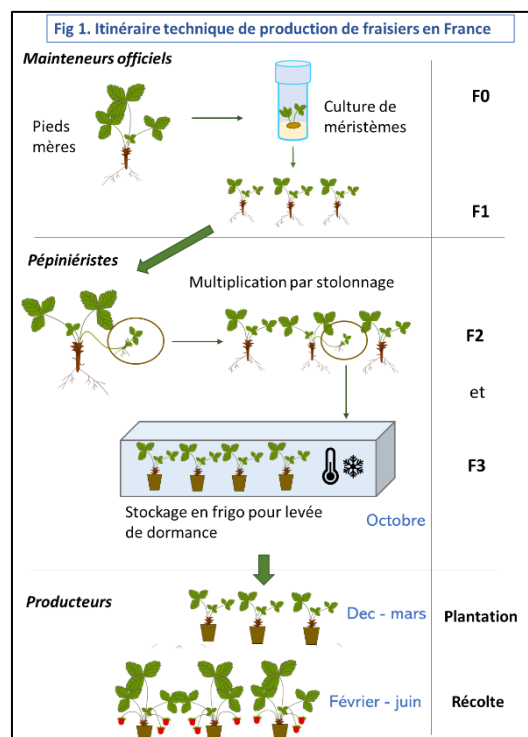 Fig 1. Itinéraire technique de production de fraisiers en France
Mainteneurs officiels
Pieds
mères
Culture de
méristèmes
F0
F1
Pépiniéristes
Multiplication par stolonnage
F2
et
F3
Stockage en frigo pour levée
de dormance
Octobre
Producteurs
Dec - mars
Plantation
Février - juin
Récolte